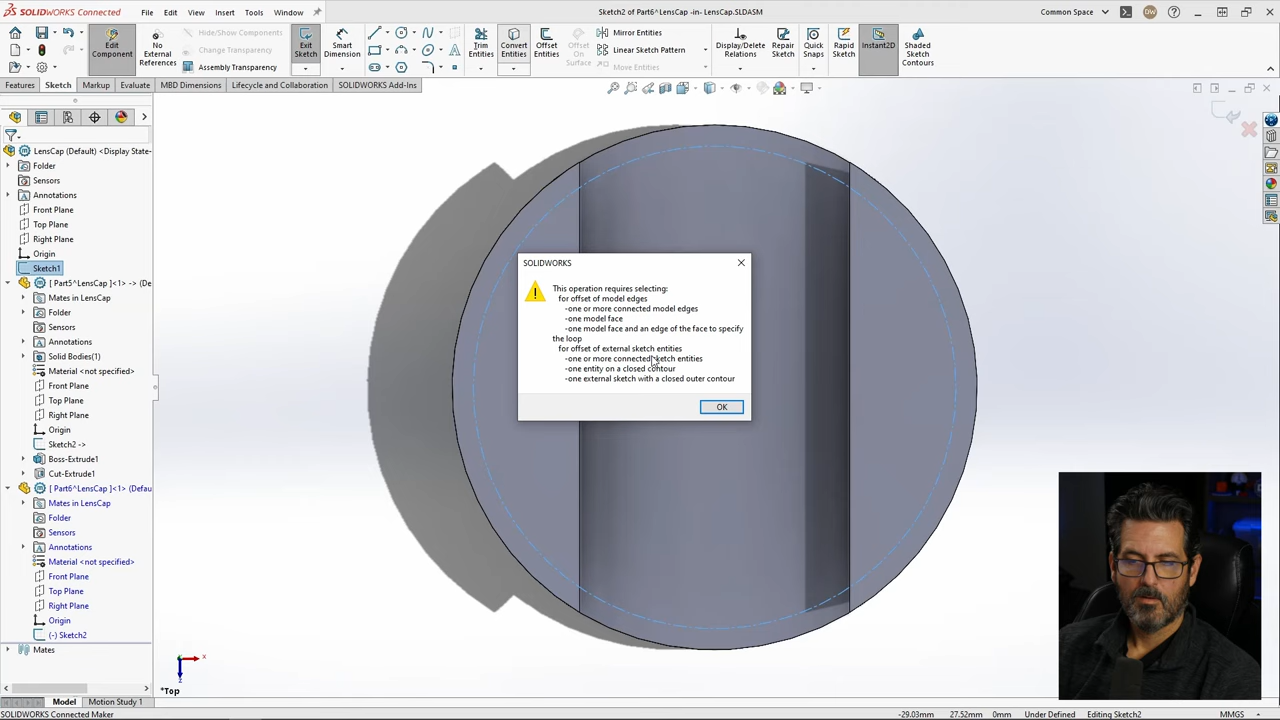 SOLIDWORKS Connected
File
Edit
View
Insert
Tools
Window
Sketch2 of Part6^LensCap -in- LensCap.SLDASM
Common Space
DW
Edit
Component
No
External
References
Hide/Show Components
Change Transparency
Assembly Transparency
Exit
Sketch
Smart
Dimension
Trim
Entities
Convert
Entities
Offset
Entities
Offset
On
Surface
Mirror Entities
Linear Sketch Pattern
Move Entities
Display/Delete
Relations
Repair
Sketch
Quick
Snaps
Rapid
Sketch
Instant2D
Shaded
Sketch
Contours
Features
Sketch
Markup
Evaluate
MBD Dimensions
Lifecycle and Collaboration
SOLIDWORKS Add-Ins
LensCap (Default) <Display State-
Folder
Sensors
Annotations
Front Plane
Top Plane
Right Plane
Origin
Sketch1
[ Part5^LensCap ]<1> -> (De
Mates in LensCap
Folder
Sensors
Annotations
Solid Bodies(1)
Material <not specified>
Front Plane
Top Plane
Right Plane
Origin
Sketch2 ->
Boss-Extrude1
Cut-Extrude1
[ Part6^LensCap ]<1> (Defau
Mates in LensCap
Folder
Sensors
Annotations
Material <not specified>
Front Plane
Top Plane
Right Plane
Origin
(-) Sketch2
Mates
SOLIDWORKS
This operation requires selecting:
for offset of model edges
-one or more connected model edges
-one model face
-one model face and an edge of the face to specify
the loop
for offset of external sketch entities
-one or more connected sketch entities
-one entity on a closed contour
-one external sketch with a closed outer contour
OK
x
z
*Top
Model
Motion Study 1
SOLIDWORKS Connected Maker
-29.03mm
27.52mm
0mm
Under Defined
Editing Sketch2
MMGS